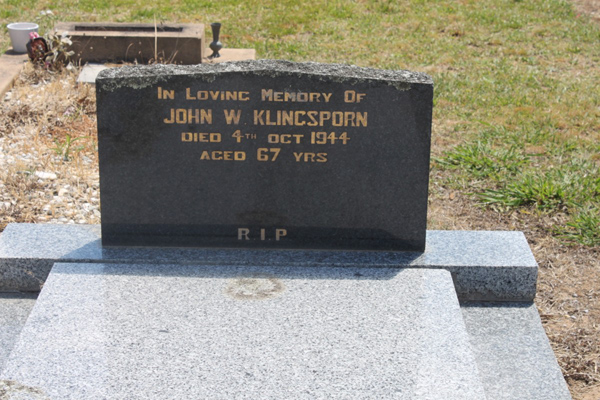 In Loving Memory Of
JOHN W. KLINGSPORN
DIED 4TH OCT 1944
AGED 67 YRS
R.I.P